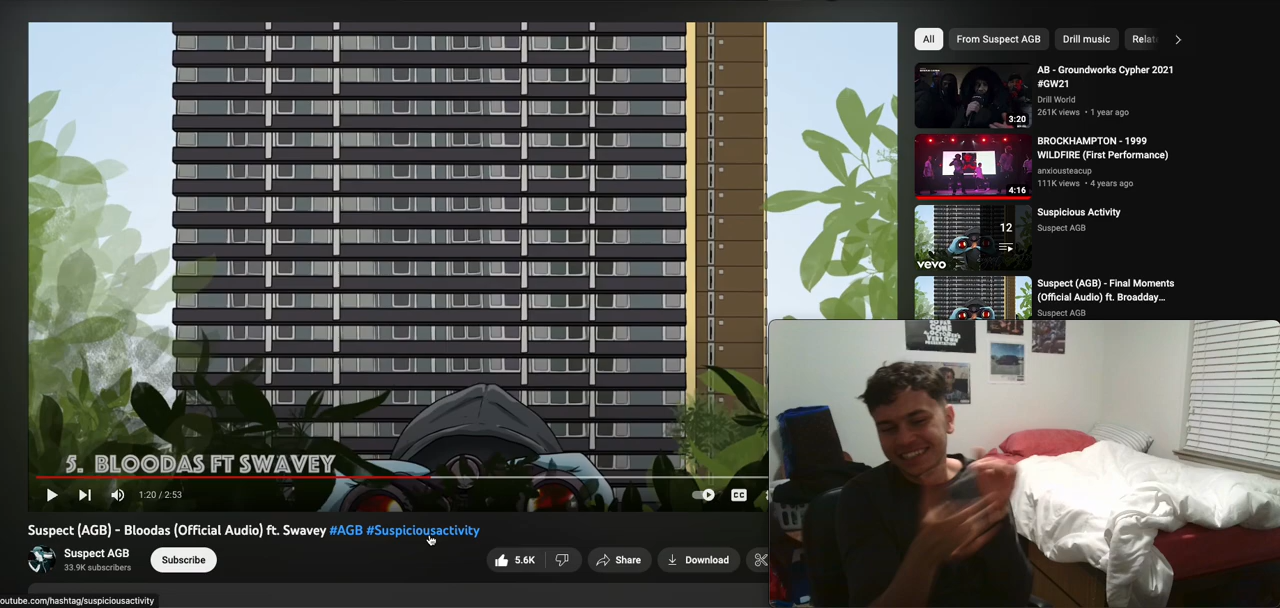 5. BLOODAS FT SWAVEY
1:20 / 2:53
CC
Suspect (AGB) - Bloodas (Official Audio) ft. Swavey #AGB #Suspiciousactivity
Suspect AGB
33.9K subscribers
Subscribe
5.6K
Share
Download
outube.com/hashtag/suspiciousactivity
All
From Suspect AGB
Drill music
Relat
3:20
AB - Groundworks Cypher 2021
#GW21
Drill World
261K views • 1 year ago
4:16
BROCKHAMPTON - 1999
WILDFIRE (First Performance)
anxiousteacup
111K views • 4 years ago
12
vevo
Suspicious Activity
Suspect AGB
Suspect (AGB) - Final Moments
(Official Audio) ft. Broadday...
Suspect AGB